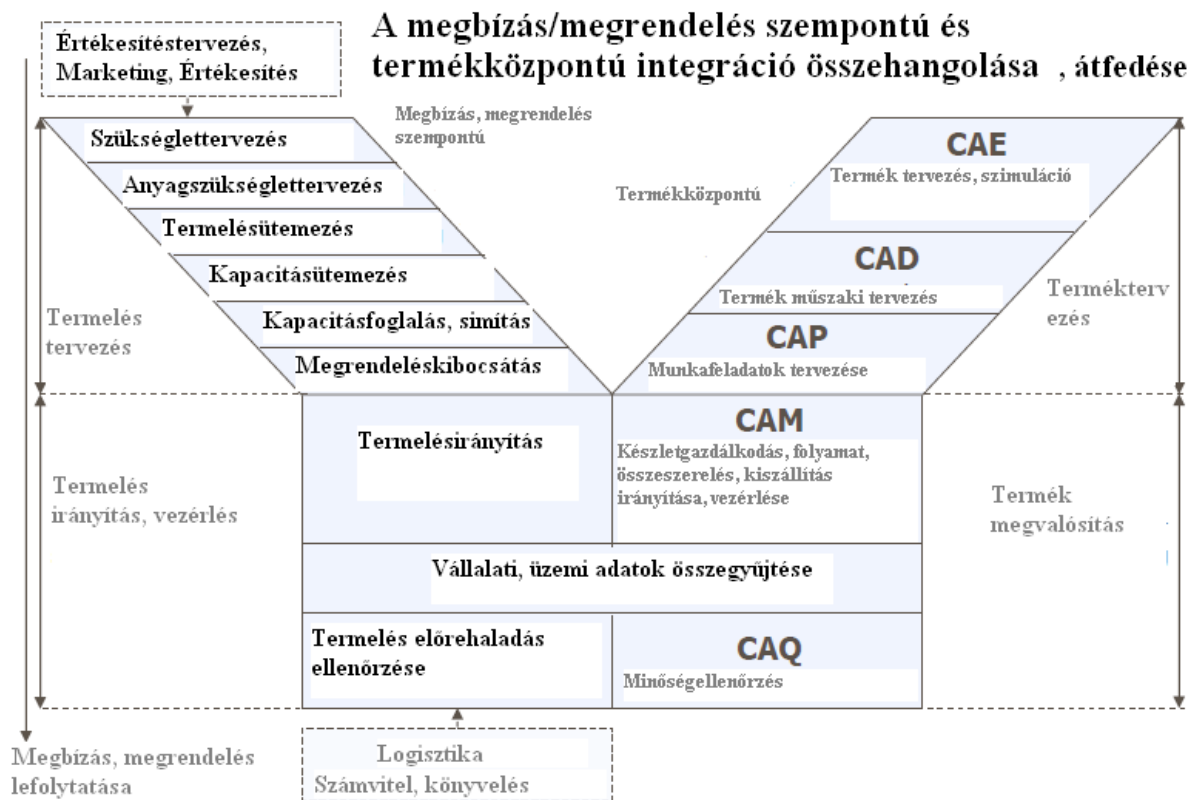 A megbízás/megrendelés szempontú és
termékközpontú integráció összehangolása , átfedése
Értékesítéstervezés,
Marketing, Értékesítés
Megbízás, megrendelés
szempontú
Szükséglettervezés
Anyagszükséglettervezés
Termelésütemezés
Kapacitásütemezés
Kapacitásfoglalás, simítás
Megrendeléskibocsátás
Termelés
tervezés
Termékközpontú
CAE
Termék tervezés, szimuláció
CAD
Termék műszaki tervezés
CAP
Munkafeladatok tervezése
Termékterv
ezés
Termelésirányítás
CAM
Készletgazdálkodás, folyamat,
összeszerelés, kiszállítás
irányítása, vezérlése
Termelés
irányítás, vezérlés
Termék
megvalósítás
Vállalati, üzemi adatok összegyűjtése
Termelés előrehaladás
ellenőrzése
CAQ
Minőségellenőrzés
Megbízás, megrendelés
lefolytatása
Logisztika
Számvitel, könyvelés